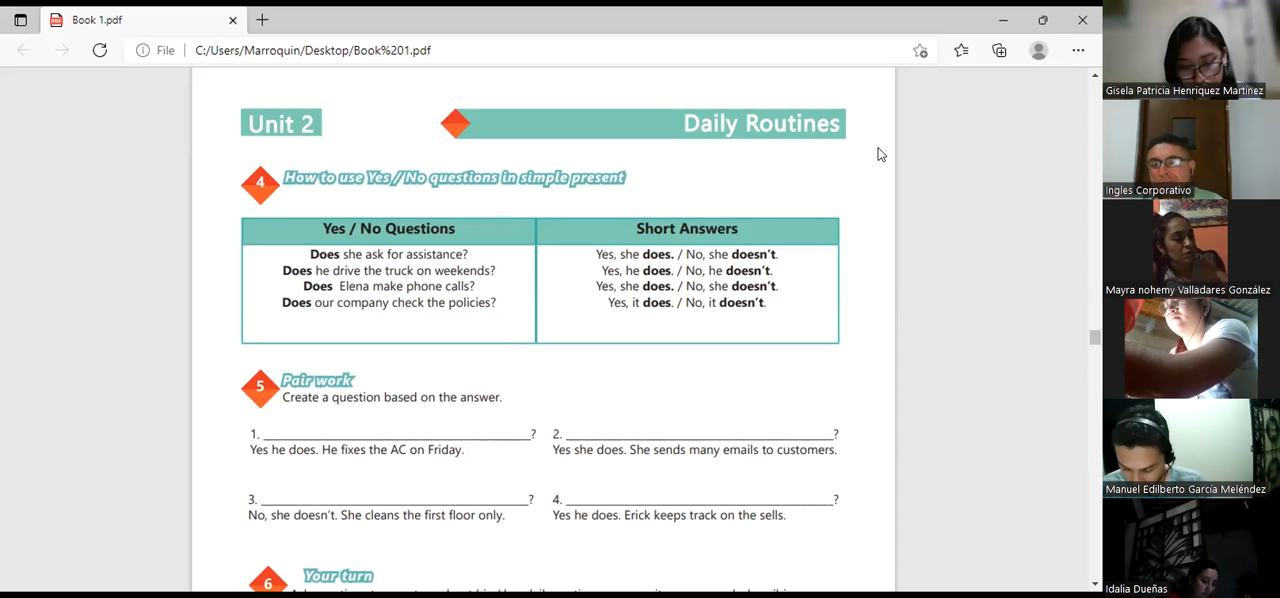 Book 1.pdf
File
C:/Users/Marroquin/Desktop/Book%201.pdf
Unit 2
Daily Routines
4
How to use Yes / No questions in simple present
Yes / No Questions
Short Answers
Does she ask for assistance?
Yes, she does. / No, she doesn't.
Does he drive the truck on weekends?
Yes, he does. / No, he doesn't.
Does Elena make phone calls?
Yes, she does. / No, she doesn't.
Does our company check the policies?
Yes, it does. / No, it doesn't.
5
Pair work
Create a question based on the answer.
1. ______________________________________?
2. ______________________________________?
Yes he does. He fixes the AC on Friday.
Yes she does. She sends many emails to customers.
3. ______________________________________?
4. ______________________________________?
No, she doesn't. She cleans the first floor only.
Yes he does. Erick keeps track on the sells.
6
Your turn
Gisela Patricia Henriquez Martinez
Ingles Corporativo
Mayra nohemy Valladares González
Manuel Edilberto García Meléndez
Idalia Dueñas